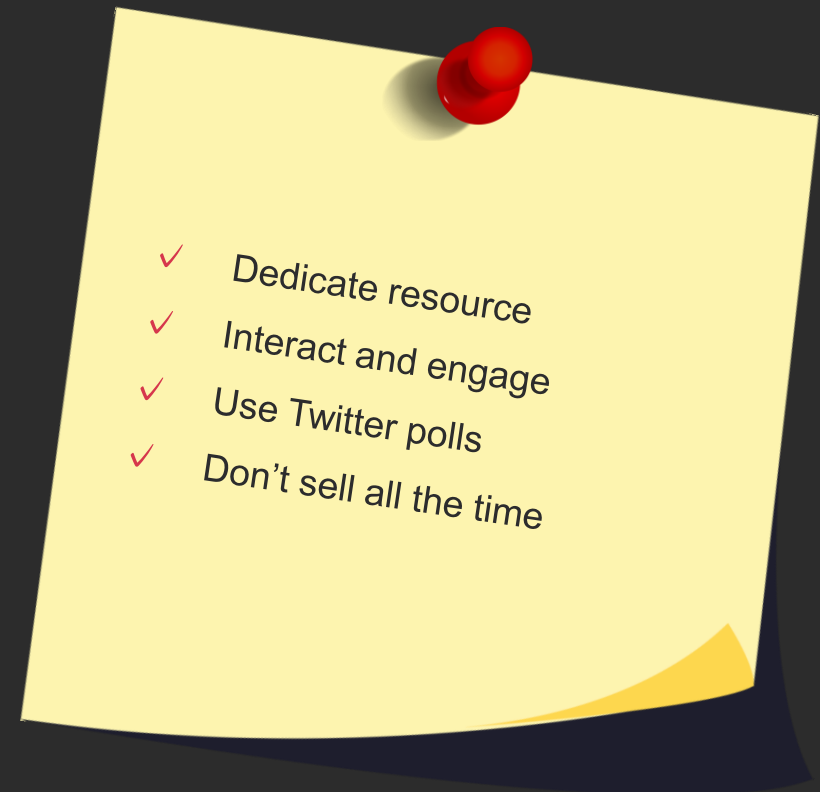 Dedicate resource
Interact and engage
Use Twitter polls
Don’t sell all the time